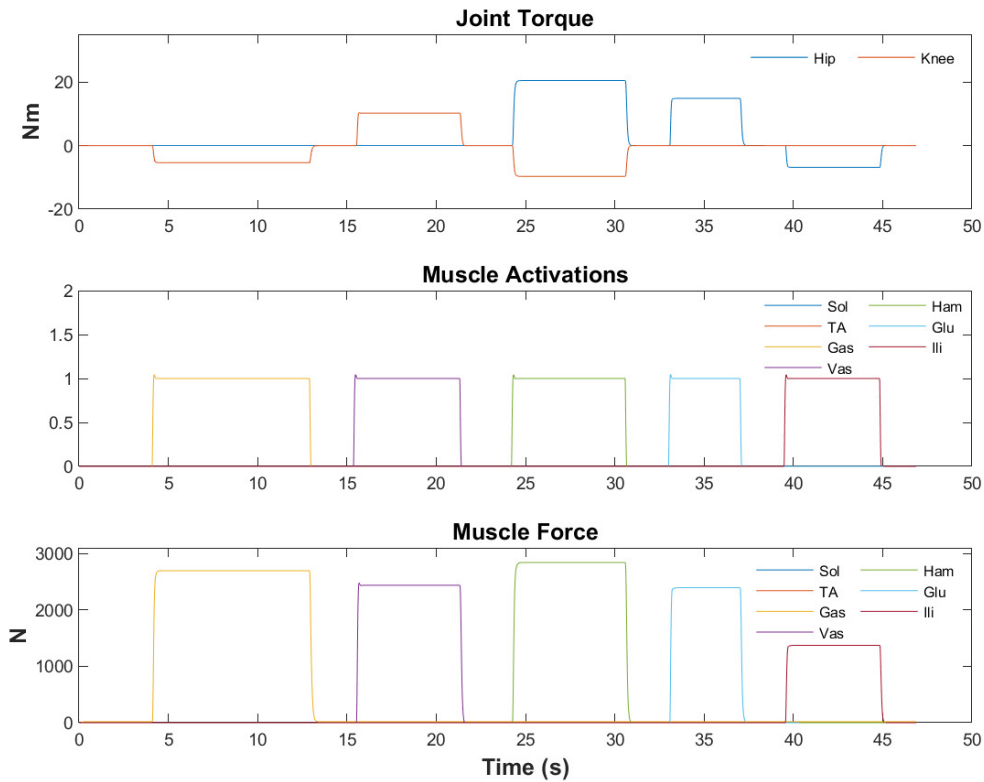 Joint Torque
Hip Knee
Nm
20
0
-20
0 5 10 15 20 25 30 35 40 45 50
Muscle Activations
2
1.5
1
0.5
0
Sol Ham
TA Glu
Gas Ili
Vas
0 5 10 15 20 25 30 35 40 45 50
Muscle Force
N
3000
2000
1000
0
Sol Ham
TA Glu
Gas Ili
Vas
0 5 10 15 20 25 30 35 40 45 50
Time (s)